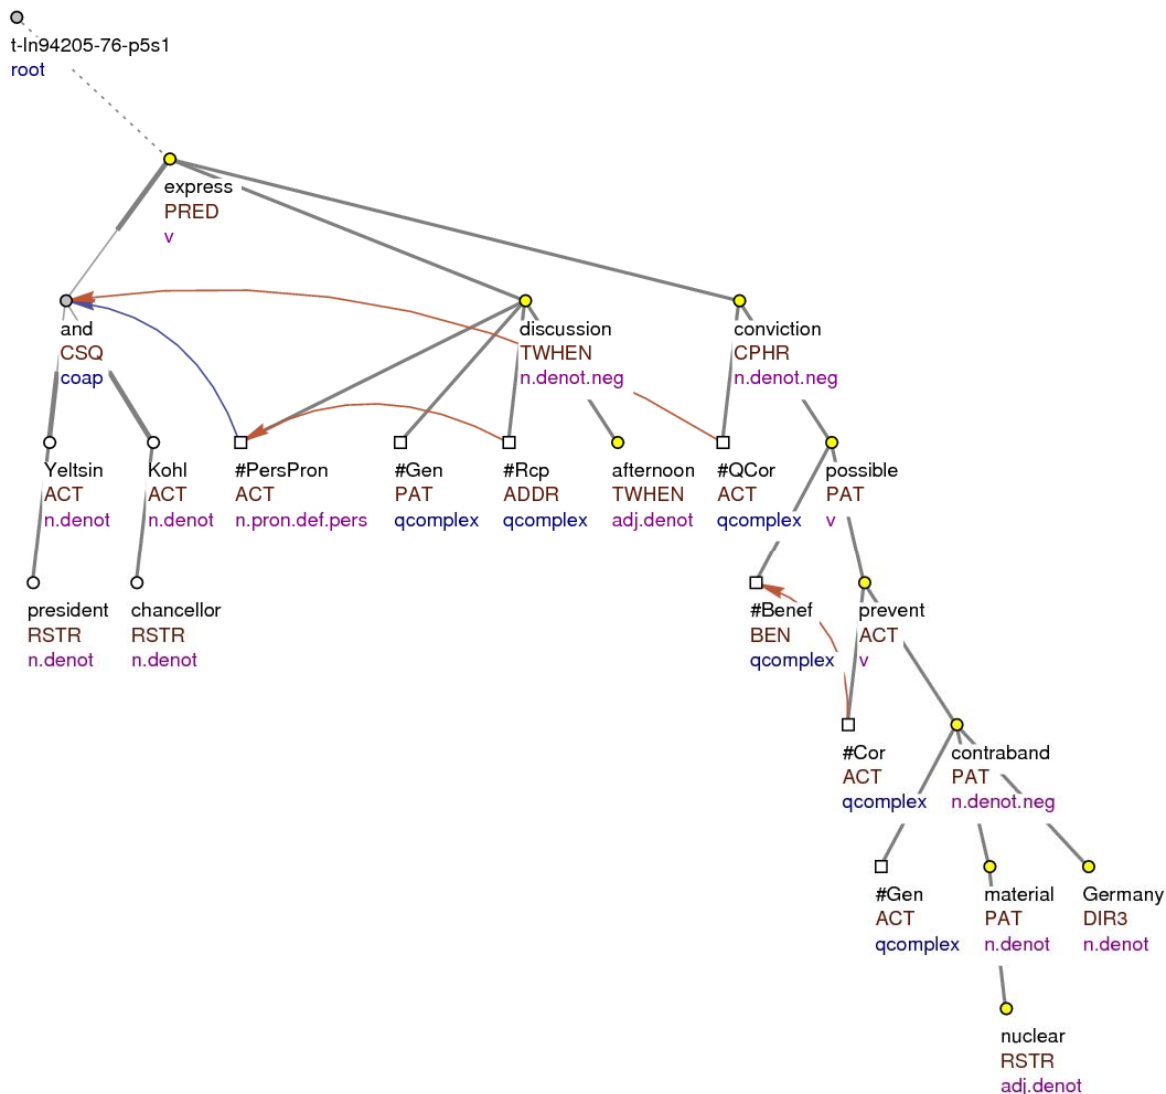 t-ln94205-76-p5s1
root
express
PRED
v
and
CSQ
coap
discussion
TWHEN
n.denot.neg
conviction
CPHR
n.denot.neg
Yeltsin
ACT
n.denot
Kohl
ACT
n.denot
#PersPron
ACT
n.pron.def.pers
#Gen
PAT
qcomplex
#Rcp
ADDR
qcomplex
afternoon
TWHEN
adj.denot
#QCor
ACT
qcomplex
possible
PAT
v
president
RSTR
n.denot
chancellor
RSTR
n.denot
#Benef
BEN
qcomplex
prevent
ACT
v
#Cor
ACT
qcomplex
contraband
PAT
n.denot.neg
#Gen
ACT
qcomplex
material
PAT
n.denot
Germany
DIR3
n.denot
nuclear
RSTR
adj.denot